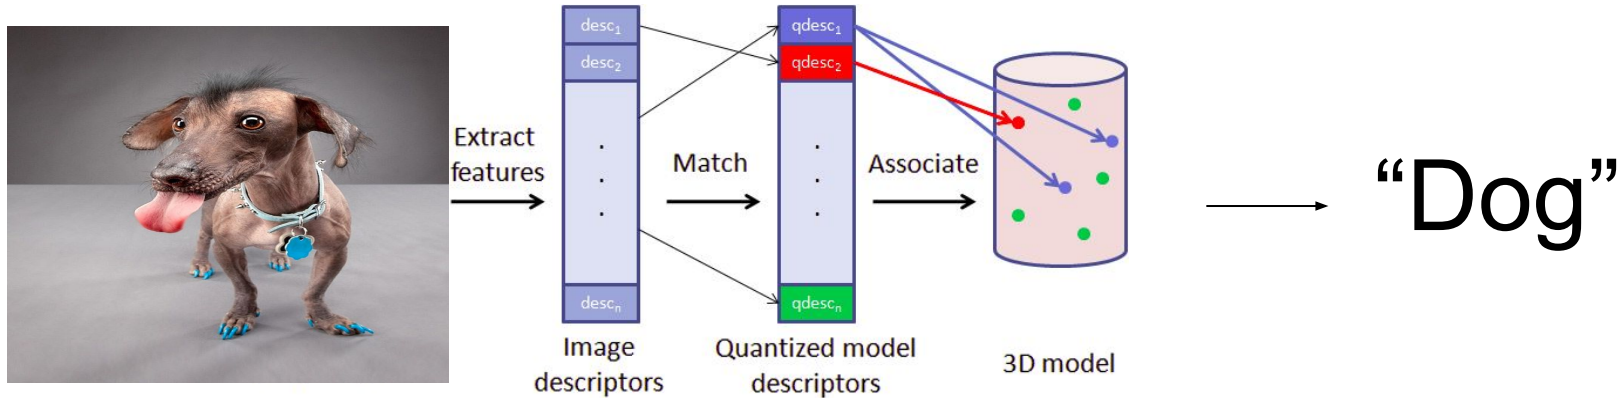 Extract
features
desc₁
desc₂
.
.
.
descₙ
Image
descriptors
Match
qdesc₁
qdesc₂
.
.
.
qdescₙ
Quantized model
descriptors
Associate
3D model
“Dog”